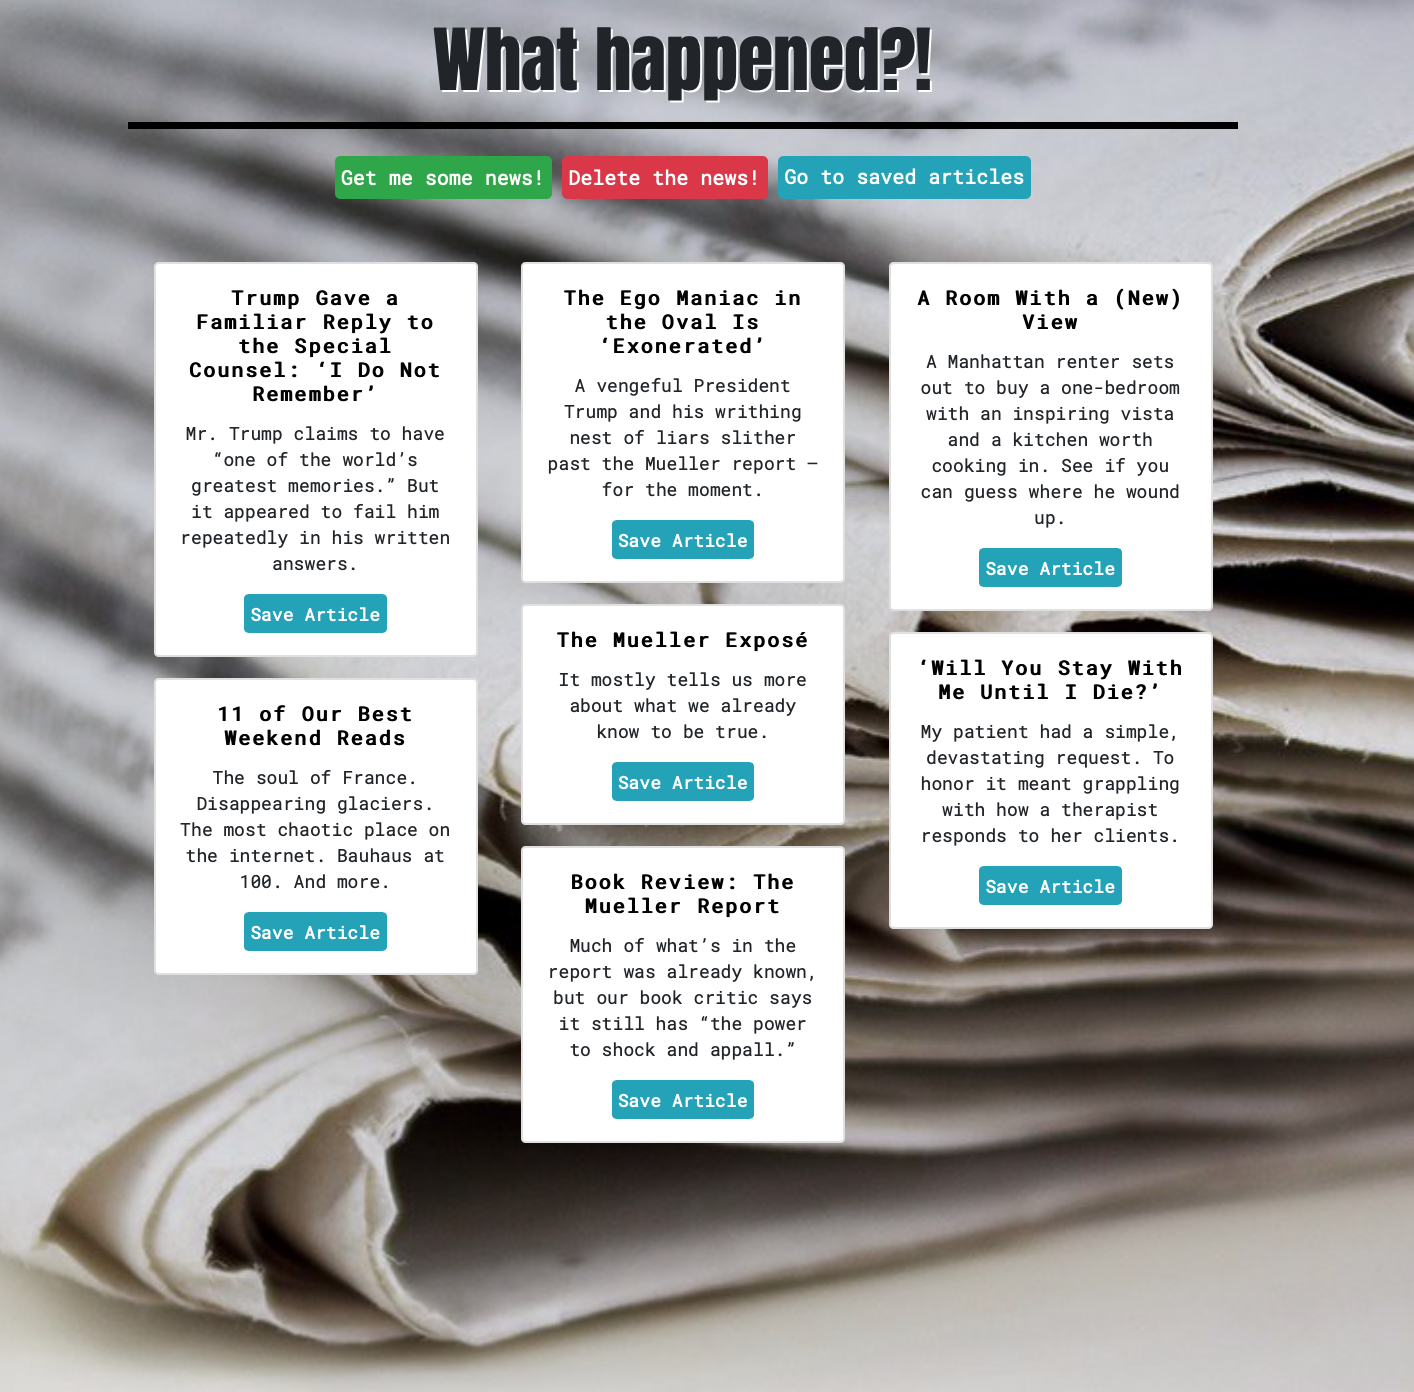 What happened?!
Get me some news!
Delete the news!
Go to saved articles
Trump Gave a
Familiar Reply to
the Special
Counsel: ‘I Do Not
Remember’
Mr. Trump claims to have
“one of the world’s
greatest memories.” But
it appeared to fail him
repeatedly in his written
answers.
Save Article
11 of Our Best
Weekend Reads
The soul of France.
Disappearing glaciers.
The most chaotic place on
the internet. Bauhaus at
100. And more.
Save Article
The Ego Maniac in
the Oval Is
‘Exonerated’
A vengeful President
Trump and his writhing
nest of liars slither
past the Mueller report —
for the moment.
Save Article
The Mueller Exposé
It mostly tells us more
about what we already
know to be true.
Save Article
Book Review: The
Mueller Report
Much of what’s in the
report was already known,
but our book critic says
it still has “the power
to shock and appall.”
Save Article
A Room With a (New)
View
A Manhattan renter sets
out to buy a one-bedroom
with an inspiring vista
and a kitchen worth
cooking in. See if you
can guess where he wound
up.
Save Article
‘Will You Stay With
Me Until I Die?’
My patient had a simple,
devastating request. To
honor it meant grappling
with how a therapist
responds to her clients.
Save Article